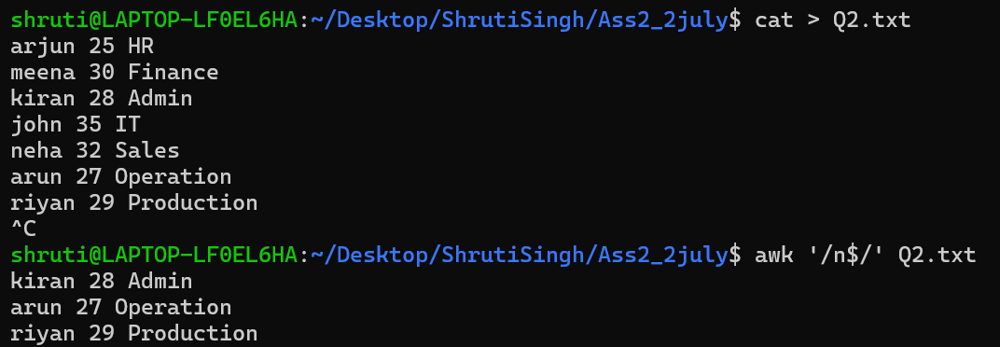 shruti@LAPTOP-LF0EL6HA:~/Desktop/ShrutiSingh/Ass2_2july$ cat > Q2.txt
arjun 25 HR
meena 30 Finance
kiran 28 Admin
john 35 IT
neha 32 Sales
arun 27 Operation
riyan 29 Production
^C
shruti@LAPTOP-LF0EL6HA:~/Desktop/ShrutiSingh/Ass2_2july$ awk '/n$/' Q2.txt
kiran 28 Admin
arun 27 Operation
riyan 29 Production